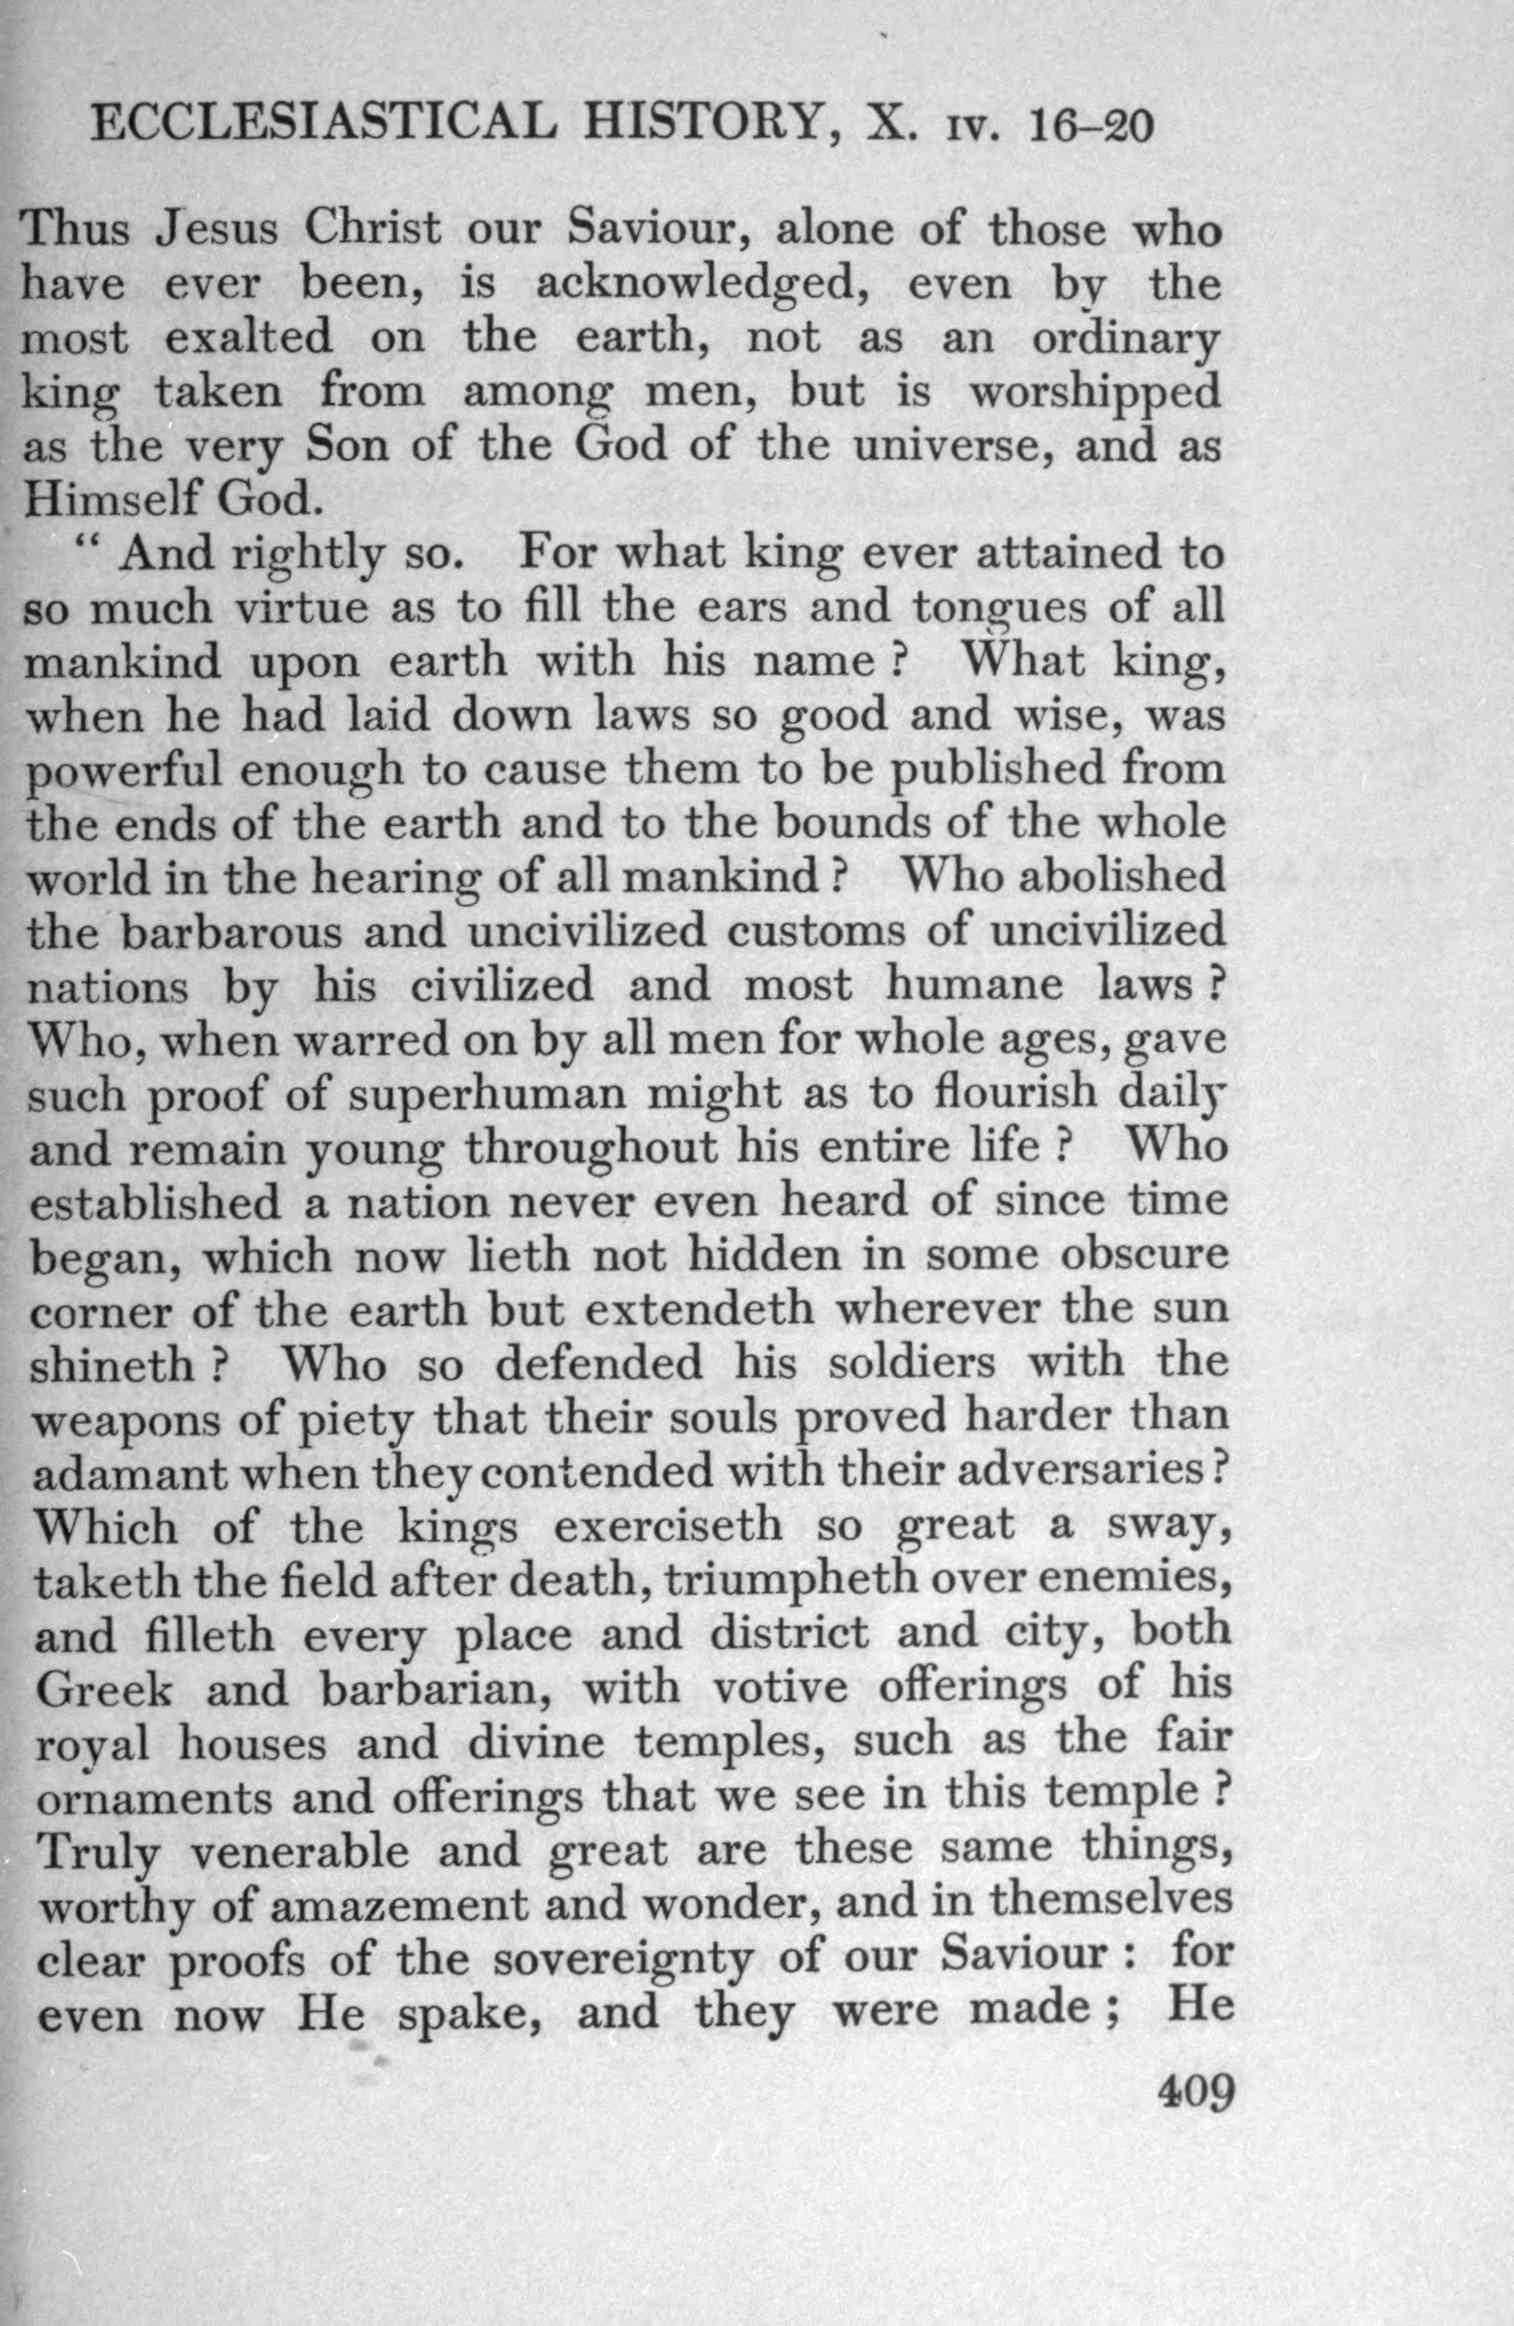 ECCLESIASTICAL HISTORY, X. IV. 16–20
Thus Jesus Christ our Saviour, alone of those who
have ever been, is acknowledged, even by the
most exalted on the earth, not as an ordinary
king taken from among men, but is worshipped
as the very Son of the God of the universe, and as
Himself God.
“ And rightly so. For what king ever attained to
so much virtue as to fill the ears and tongues of all
mankind upon earth with his name ? What king,
when he had laid down laws so good and wise, was
powerful enough to cause them to be published from
the ends of the earth and to the bounds of the whole
world in the hearing of all mankind ? Who abolished
the barbarous and uncivilized customs of uncivilized
nations by his civilized and most humane laws ?
Who, when warred on by all men for whole ages, gave
such proof of superhuman might as to flourish daily
and remain young throughout his entire life ? Who
established a nation never even heard of since time
began, which now lieth not hidden in some obscure
corner of the earth but extendeth wherever the sun
shineth ? Who so defended his soldiers with the
weapons of piety that their souls proved harder than
adamant when they contended with their adversaries ?
Which of the kings exerciseth so great a sway,
taketh the field after death, triumpheth over enemies,
and filleth every place and district and city, both
Greek and barbarian, with votive offerings of his
royal houses and divine temples, such as the fair
ornaments and offerings that we see in this temple ?
Truly venerable and great are these same things,
worthy of amazement and wonder, and in themselves
clear proofs of the sovereignty of our Saviour : for
even now He spake, and they were made ; He
409